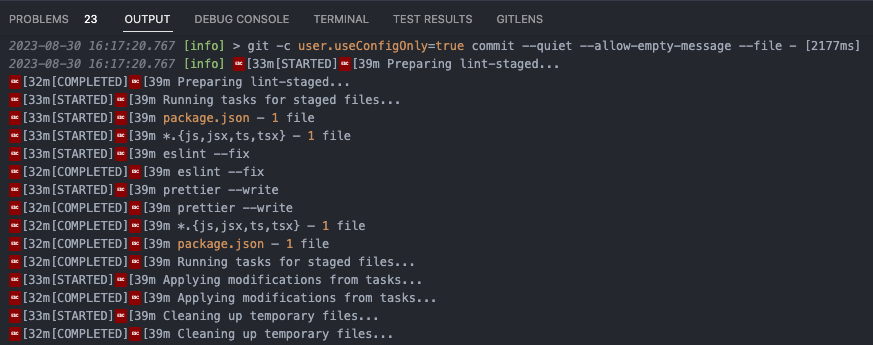 PROBLEMS 23 OUTPUT DEBUG CONSOLE TERMINAL TEST RESULTS GITLENS
2023-08-30 16:17:20.767 [info] > git -c user.useConfigOnly=true commit --quiet --allow-empty-message --file - [2177ms]
2023-08-30 16:17:20.767 [info] ESC[33m[STARTED]ESC[39m Preparing lint-staged...
ESC[32m[COMPLETED]ESC[39m Preparing lint-staged...
ESC[33m[STARTED]ESC[39m Running tasks for staged files...
ESC[33m[STARTED]ESC[39m package.json — 1 file
ESC[33m[STARTED]ESC[39m *.{js,jsx,ts,tsx} — 1 file
ESC[33m[STARTED]ESC[39m eslint --fix
ESC[32m[COMPLETED]ESC[39m eslint --fix
ESC[33m[STARTED]ESC[39m prettier --write
ESC[32m[COMPLETED]ESC[39m prettier --write
ESC[32m[COMPLETED]ESC[39m *.{js,jsx,ts,tsx} — 1 file
ESC[32m[COMPLETED]ESC[39m package.json — 1 file
ESC[32m[COMPLETED]ESC[39m Running tasks for staged files...
ESC[33m[STARTED]ESC[39m Applying modifications from tasks...
ESC[32m[COMPLETED]ESC[39m Applying modifications from tasks...
ESC[33m[STARTED]ESC[39m Cleaning up temporary files...
ESC[32m[COMPLETED]ESC[39m Cleaning up temporary files...